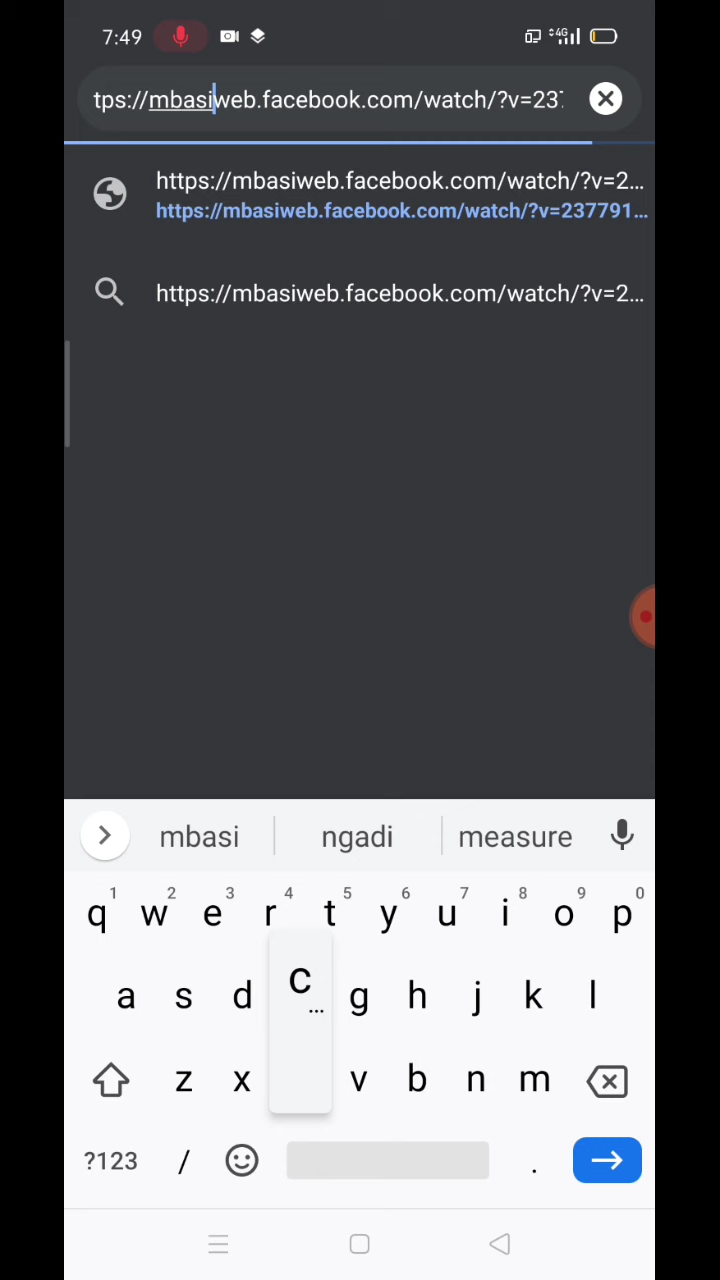 7:49 4G
tps://mbasiweb.facebook.com/watch/?v=23
https://mbasiweb.facebook.com/watch/?v=2...
https://mbasiweb.facebook.com/watch/?v=237791...
https://mbasiweb.facebook.com/watch/?v=2...
mbasi ngadi measure
1 2 3 4 5 6 7 8 9 0
q w e r t y u i o p
a s d c ... g h j k l
z x v b n m
?123 / .